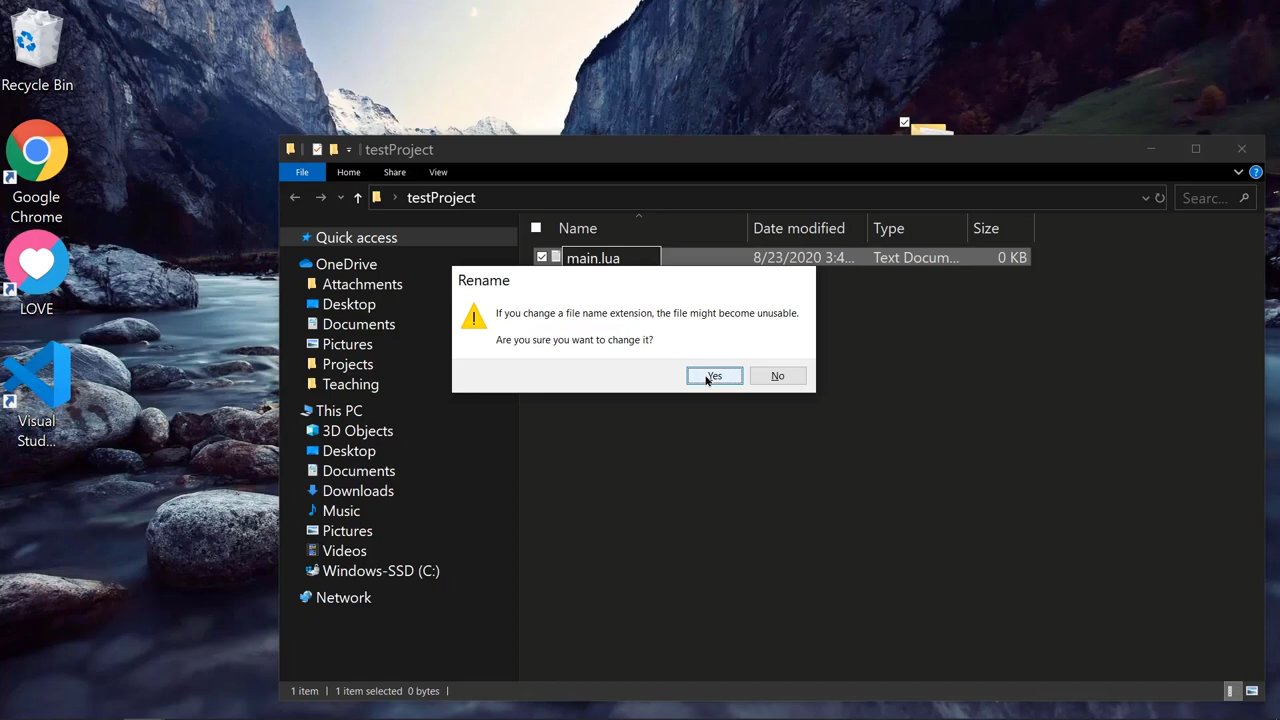 Recycle Bin
Google
Chrome
LOVE
Visual
Stud...
testProject
File
Home
Share
View
testProject
Searc...
Quick access
OneDrive
Attachments
Desktop
Documents
Pictures
Projects
Teaching
This PC
3D Objects
Desktop
Documents
Downloads
Music
Pictures
Videos
Windows-SSD (C:)
Network
Name
Date modified
Type
Size
main.lua
8/23/2020 3:4...
Text Docum...
0 KB
Rename
If you change a file name extension, the file might become unusable.
Are you sure you want to change it?
Yes
No
1 item
1 item selected 0 bytes